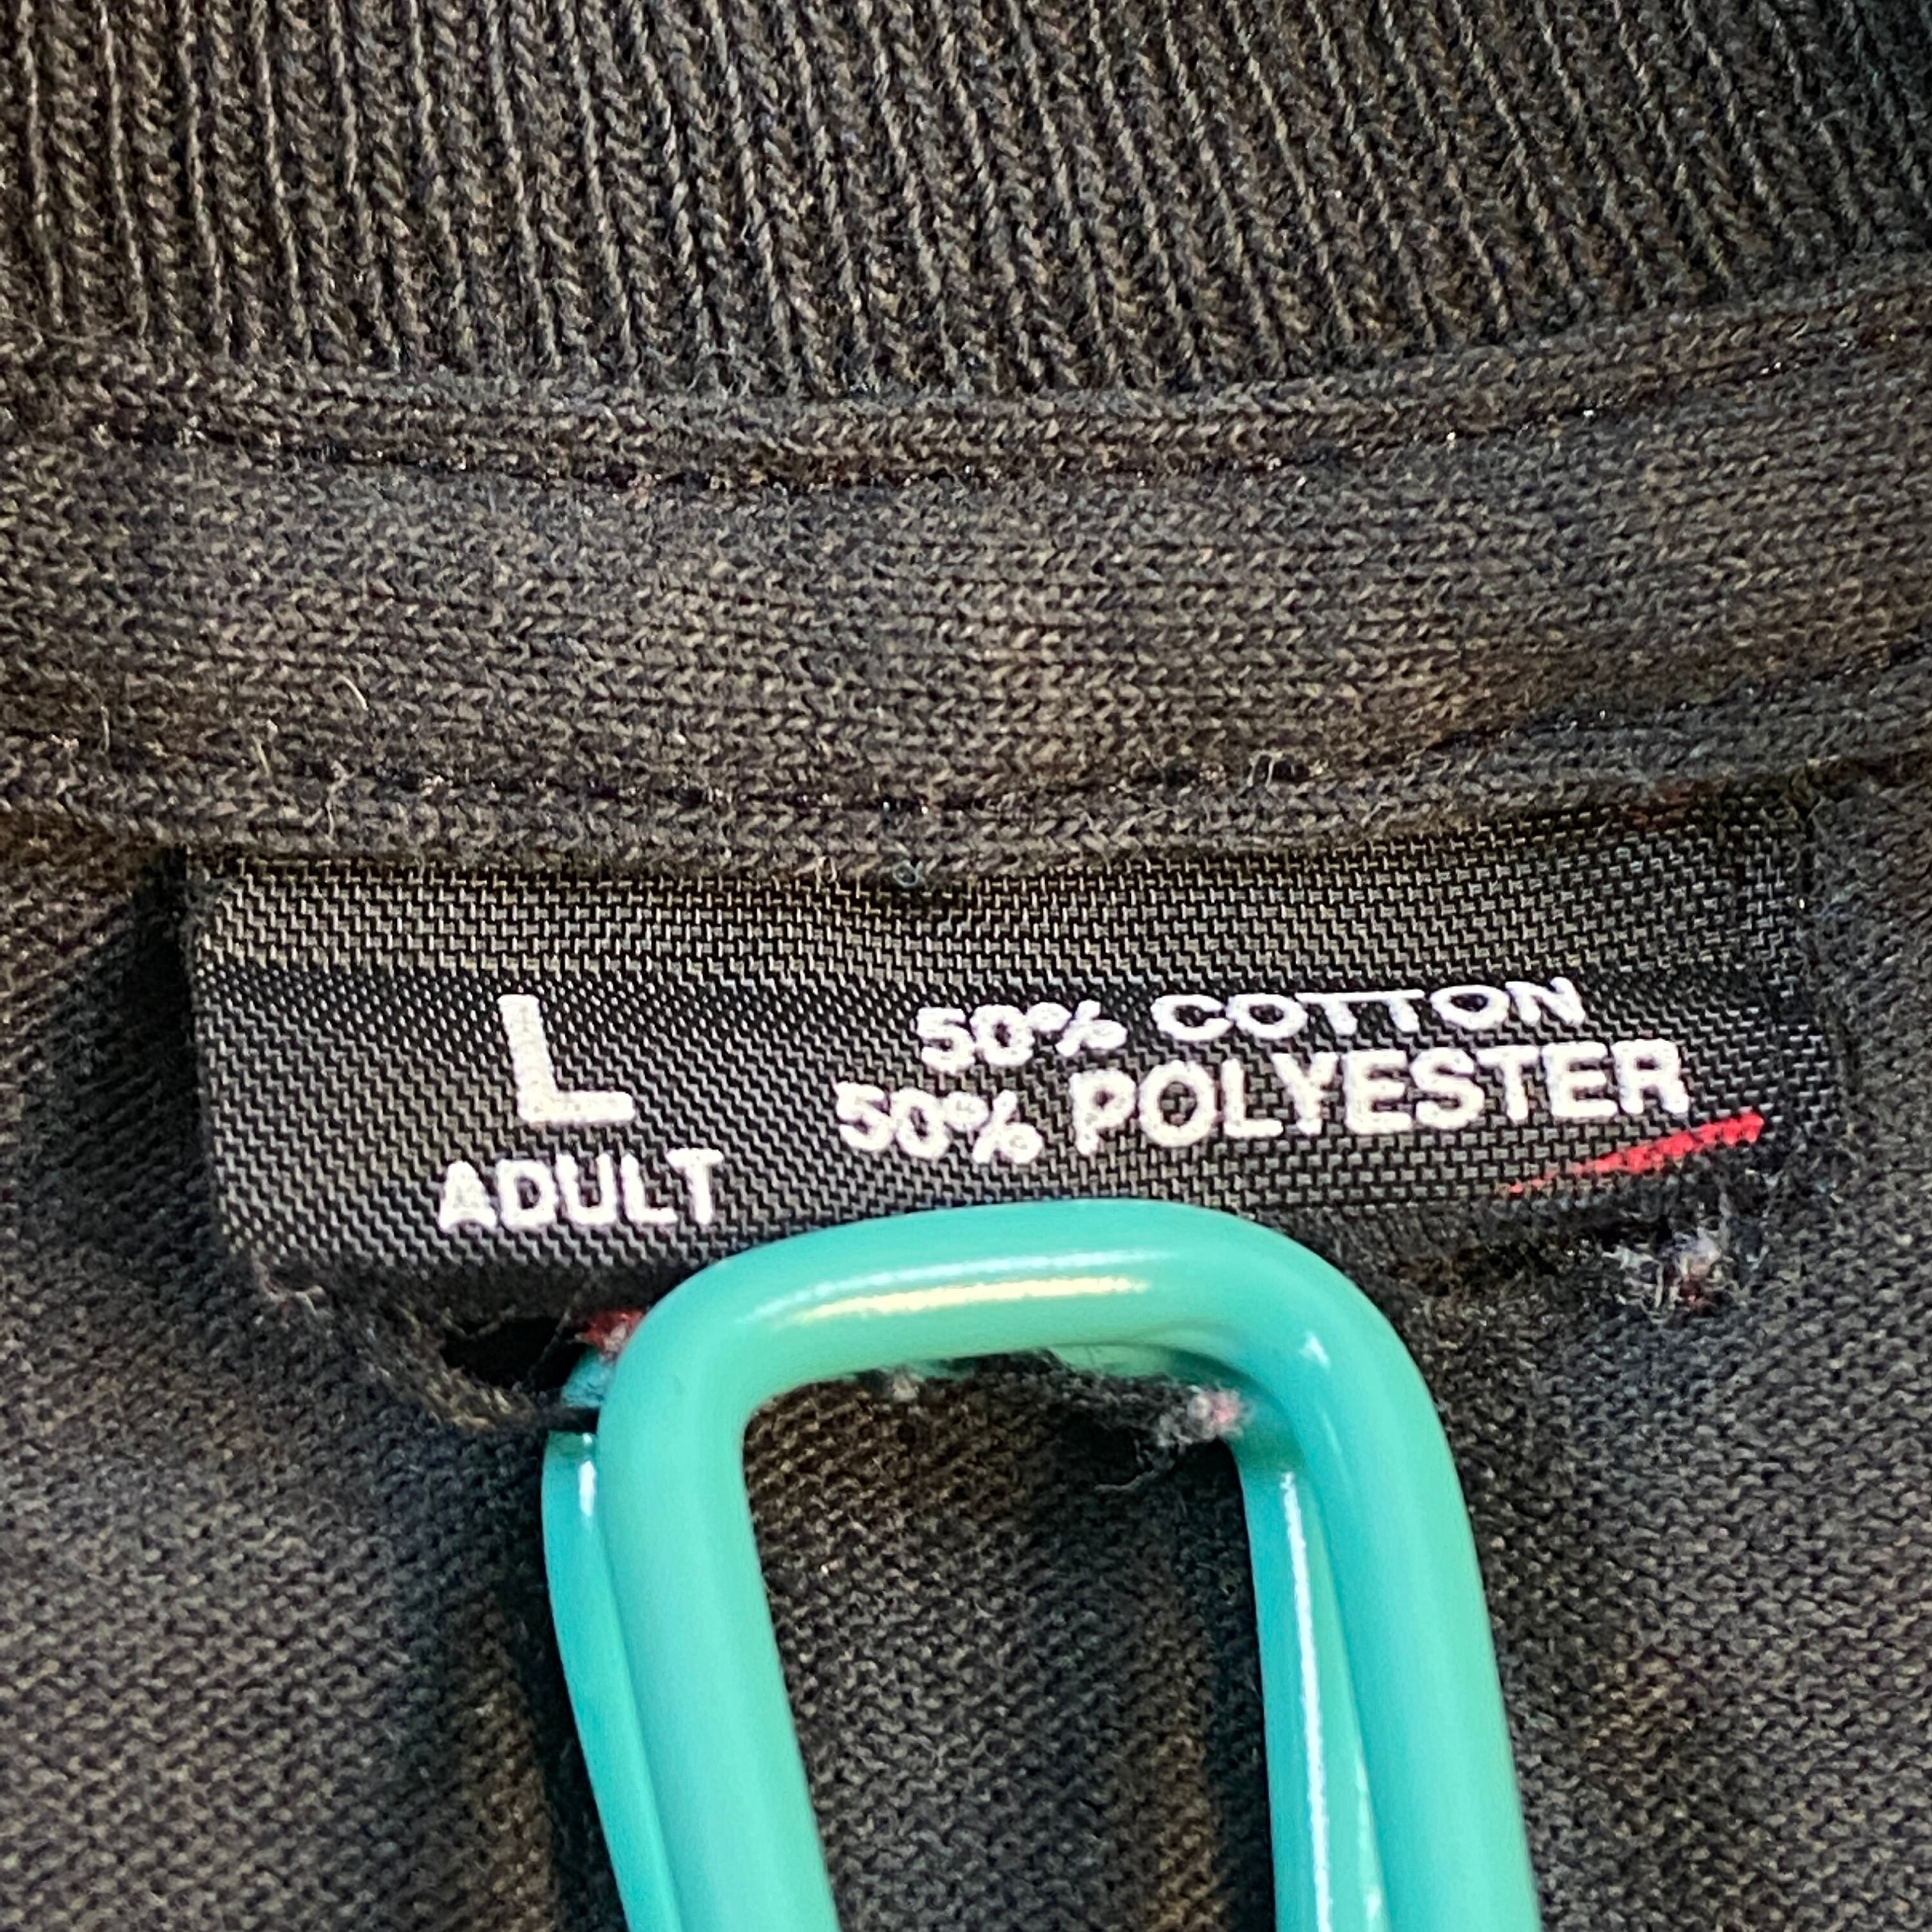 L
ADULT
50% COTTON
50% POLYESTER